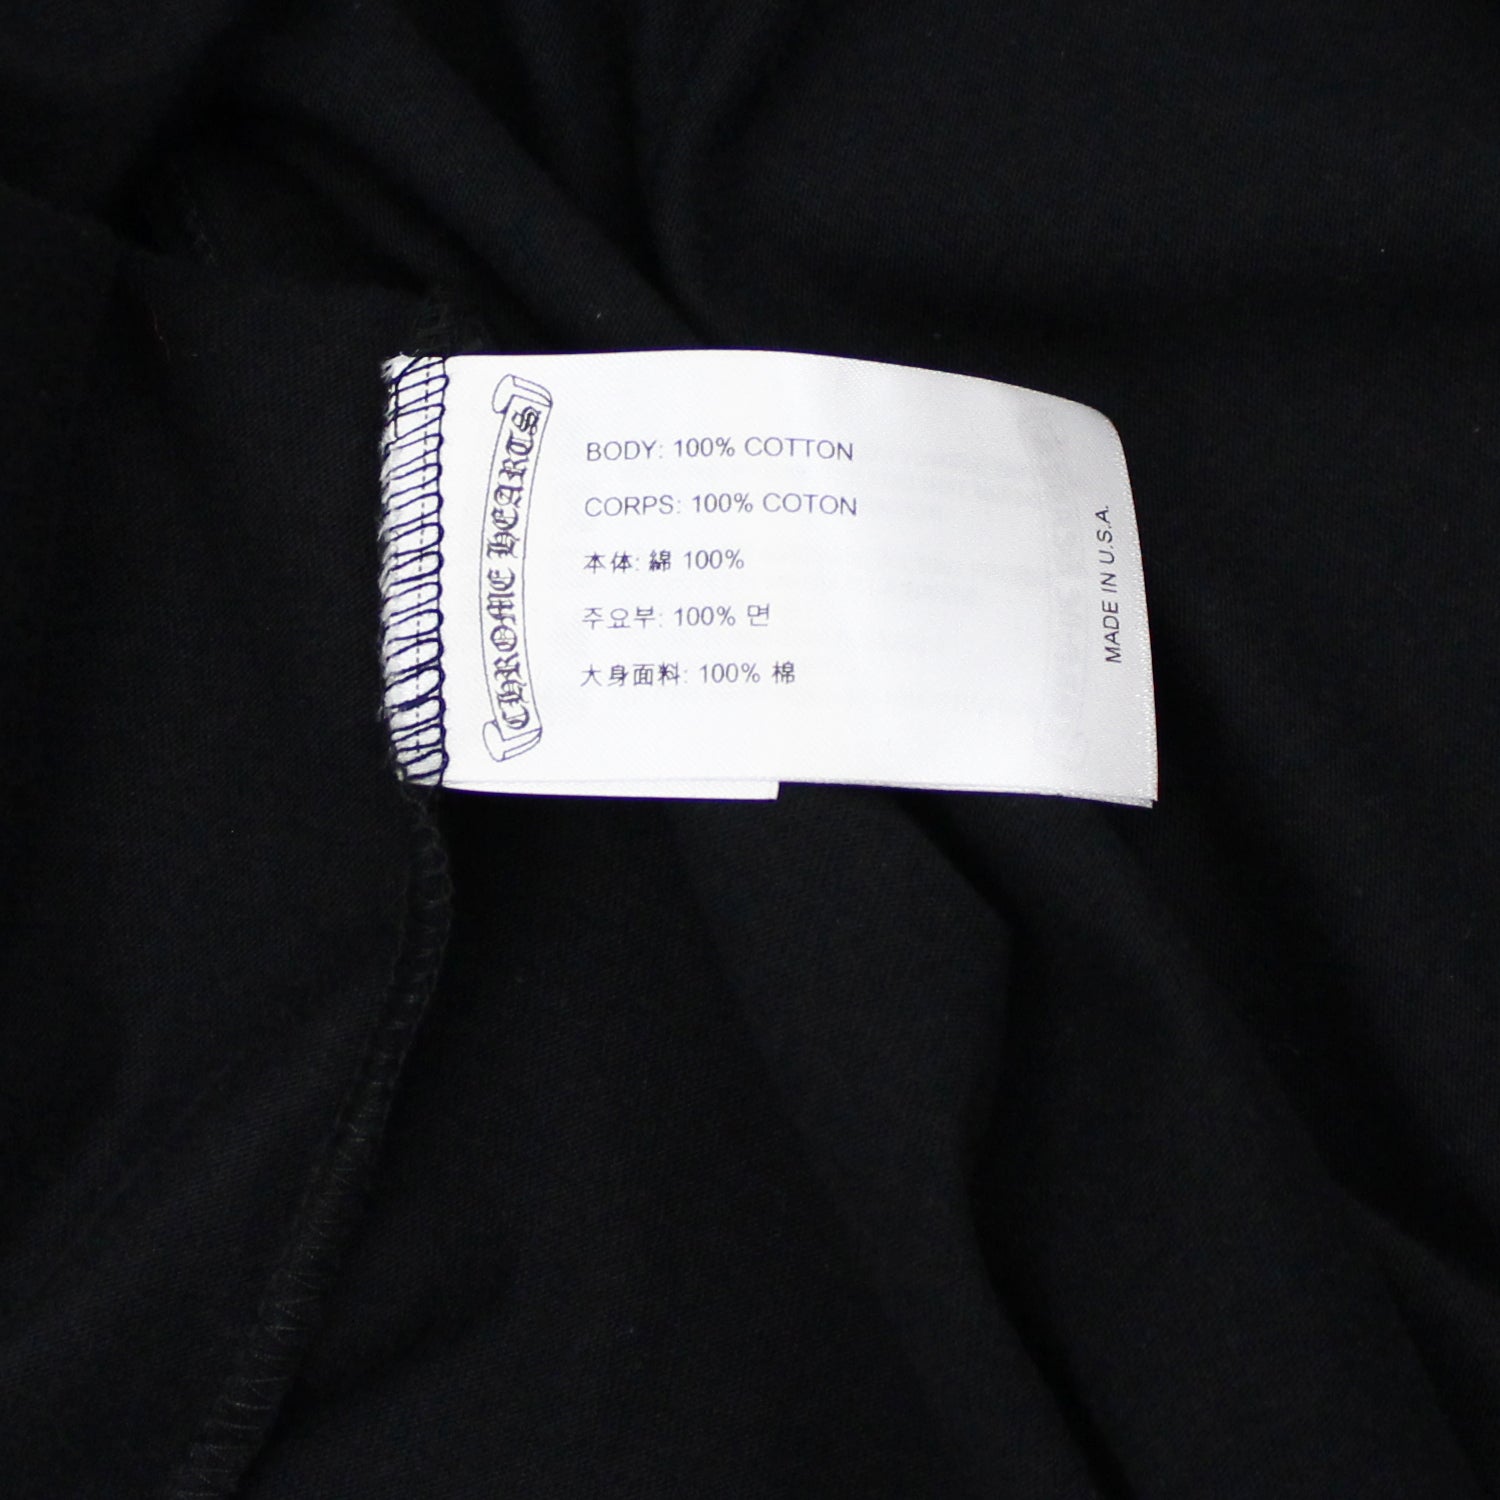 CHROME HEARTS
BODY: 100% COTTON
CORPS: 100% COTON
本体: 綿 100%
주요부: 100% 면
大身面料: 100% 棉
MADE IN U.S.A.